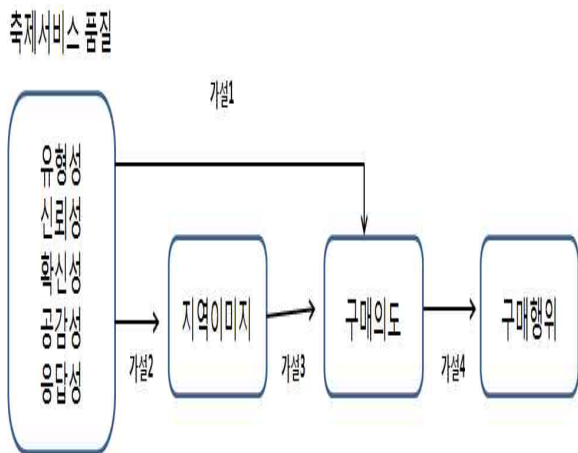 축제서비스 품질
가설1
유형성
신뢰성
확신성
공감성
응답성
지역이미지
구매의도
구매행위
가설2
가설3
가설4